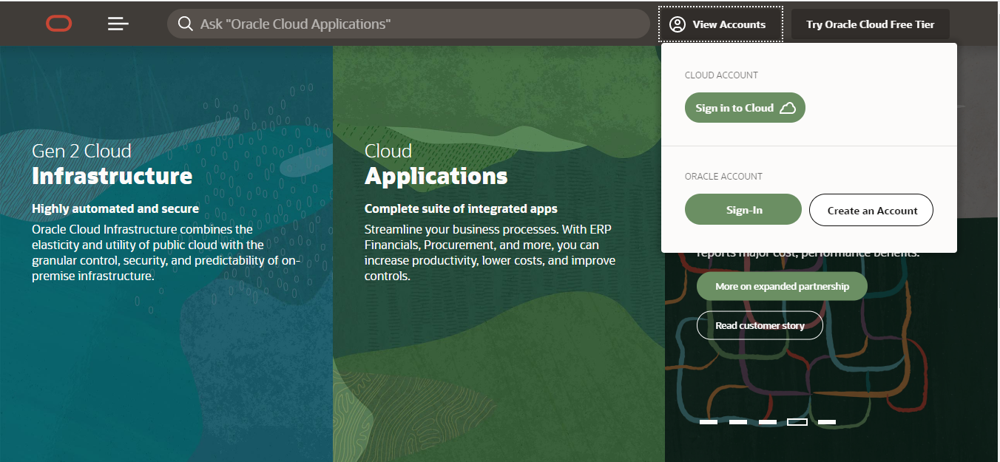 Ask "Oracle Cloud Applications"
View Accounts
Try Oracle Cloud Free Tier
CLOUD ACCOUNT
Sign in to Cloud
ORACLE ACCOUNT
Sign-In
Create an Account
Gen 2 Cloud
Infrastructure
Highly automated and secure
Oracle Cloud Infrastructure combines the
elasticity and utility of public cloud with the
granular control, security, and predictability of on-
premise infrastructure.
Cloud
Applications
Complete suite of integrated apps
Streamline your business processes. With ERP
Financials, Procurement, and more, you can
increase productivity, lower costs, and improve
controls.
reports major cost, performance benefits.
More on expanded partnership
Read customer story